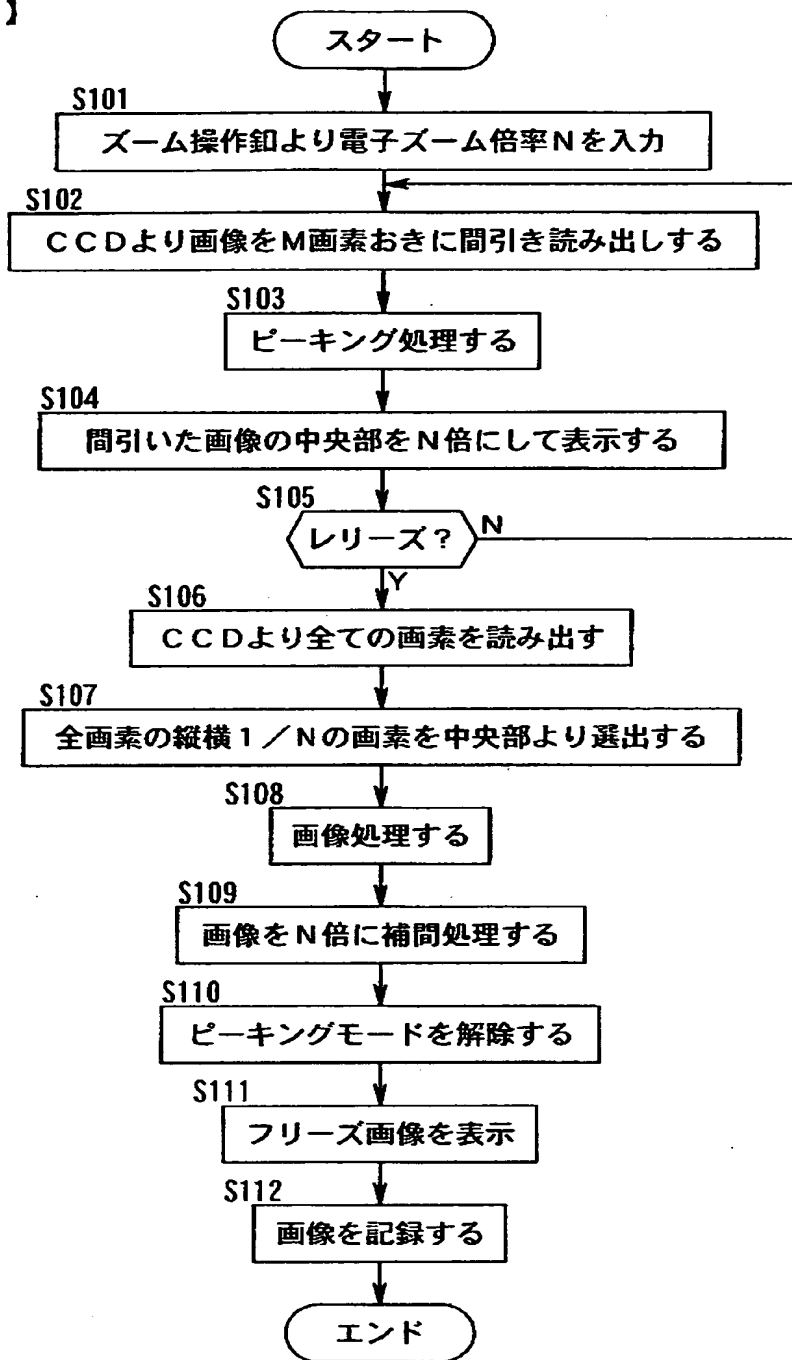 】
スタート
S101
ズーム操作釦より電子ズーム倍率Nを入力
S102
CCDより画像をM画素おきに間引き読み出しする
S103
ピーキング処理する
S104
間引いた画像の中央部をN倍にして表示する
S105
レリーズ？
N
Y
S106
CCDより全ての画素を読み出す
S107
全画素の縦横1／Nの画素を中央部より選出する
S108
画像処理する
S109
画像をN倍に補間処理する
S110
ピーキングモードを解除する
S111
フリーズ画像を表示
S112
画像を記録する
エンド